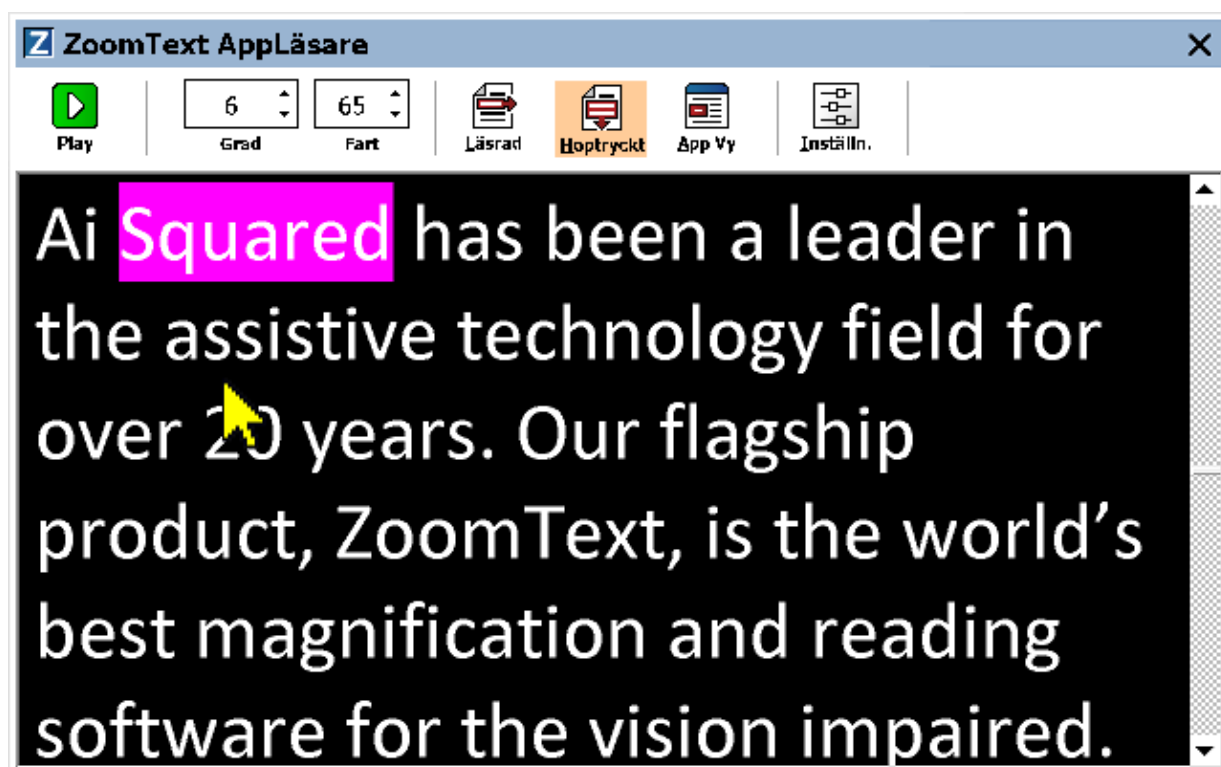 ZoomText AppLäsare
6 65
Play Grad Fart Läsrad Hoptryckt App Vy Inställn.
Ai Squared has been a leader in
the assistive technology field for
over 20 years. Our flagship
product, ZoomText, is the world’s
best magnification and reading
software for the vision impaired.